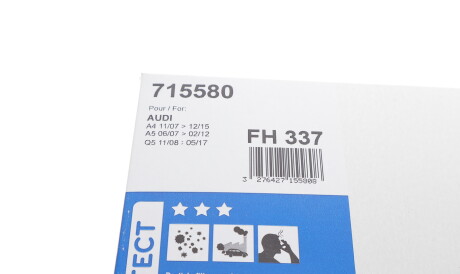 715580
Pour / For:
AUDI
A4 11/07 > 12/15
A5 06/07 > 02/12
Q5 11/08 : 05/17
FH 337
3 276427 155808
TECT